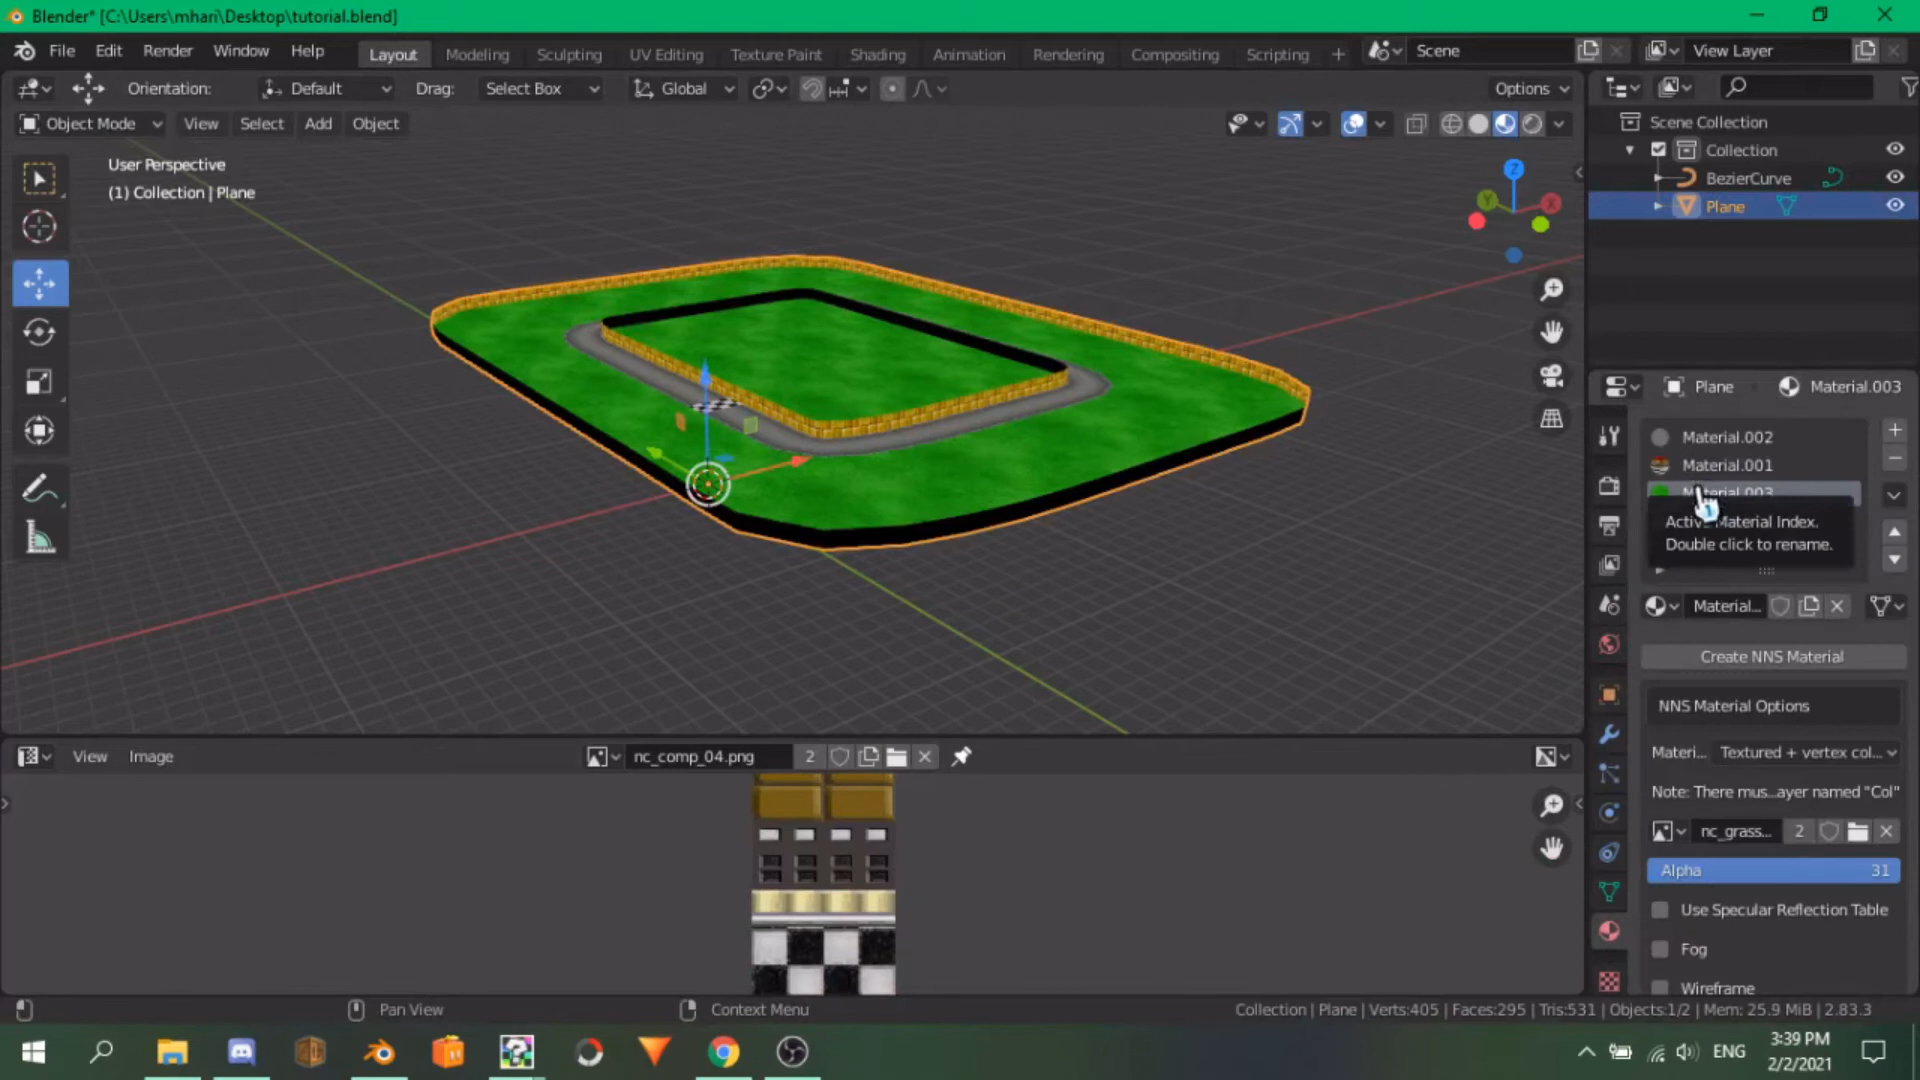 Blender* [C:\Users\mhari\Desktop\tutorial.blend]
File Edit Render Window Help Layout Modeling Sculpting UV Editing Texture Paint Shading Animation Rendering Compositing Scripting + Scene View Layer
Orientation: Default Drag: Select Box Global Options
Object Mode View Select Add Object
User Perspective
(1) Collection | Plane
Z
Y
X
Scene Collection
Collection
BezierCurve
Plane
Plane Material.003
Material.002
Material.001
Material.003
Active Material Index.
Double click to rename.
Material...
Create NNS Material
NNS Material Options
Materi... Textured + vertex col...
Note: There mus...ayer named "Col"
nc_grass... 2
Alpha 31
Use Specular Reflection Table
Fog
Wireframe
View Image nc_comp_04.png 2
Pan View Context Menu Collection | Plane | Verts:405 | Faces:295 | Tris:531 | Objects:1/2 | Mem: 25.9 MiB | 2.83.3
ENG
3:39 PM
2/2/2021